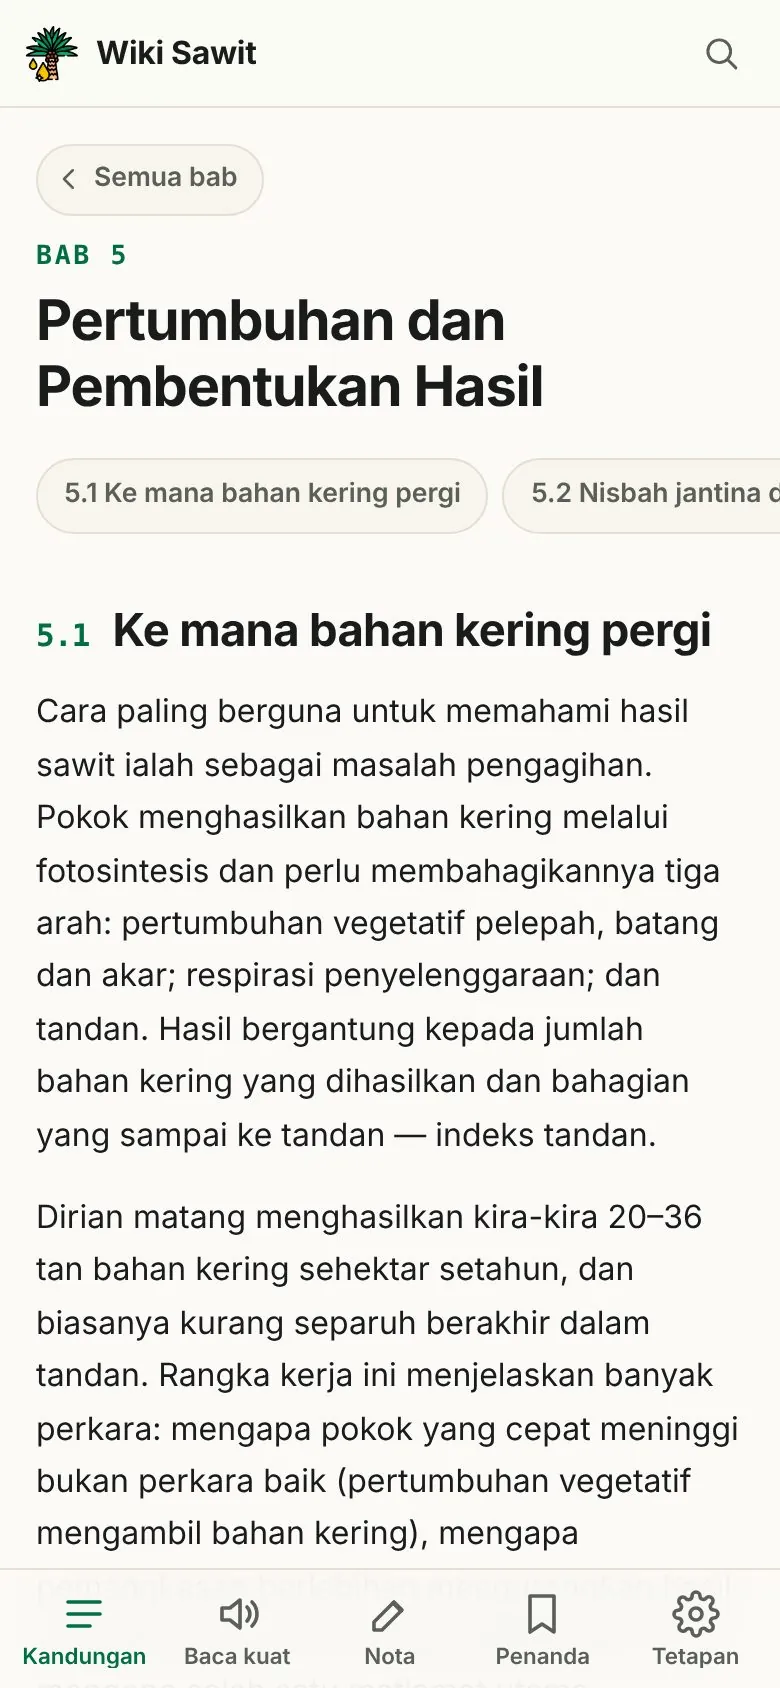 Wiki Sawit
Semua bab
BAB 5
Pertumbuhan dan
Pembentukan Hasil
5.1 Ke mana bahan kering pergi
5.2 Nisbah jantina
5.1 Ke mana bahan kering pergi
Cara paling berguna untuk memahami hasil
sawit ialah sebagai masalah pengagihan.
Pokok menghasilkan bahan kering melalui
fotosintesis dan perlu membahagikannya tiga
arah: pertumbuhan vegetatif pelepah, batang
dan akar; respirasi penyelenggaraan; dan
tandan. Hasil bergantung kepada jumlah
bahan kering yang dihasilkan dan bahagian
yang sampai ke tandan — indeks tandan.
Dirian matang menghasilkan kira-kira 20–36
tan bahan kering sehektar setahun, dan
biasanya kurang separuh berakhir dalam
tandan. Rangka kerja ini menjelaskan banyak
perkara: mengapa pokok yang cepat meninggi
bukan perkara baik (pertumbuhan vegetatif
mengambil bahan kering), mengapa
Kandungan
Baca kuat
Nota
Penanda
Tetapan